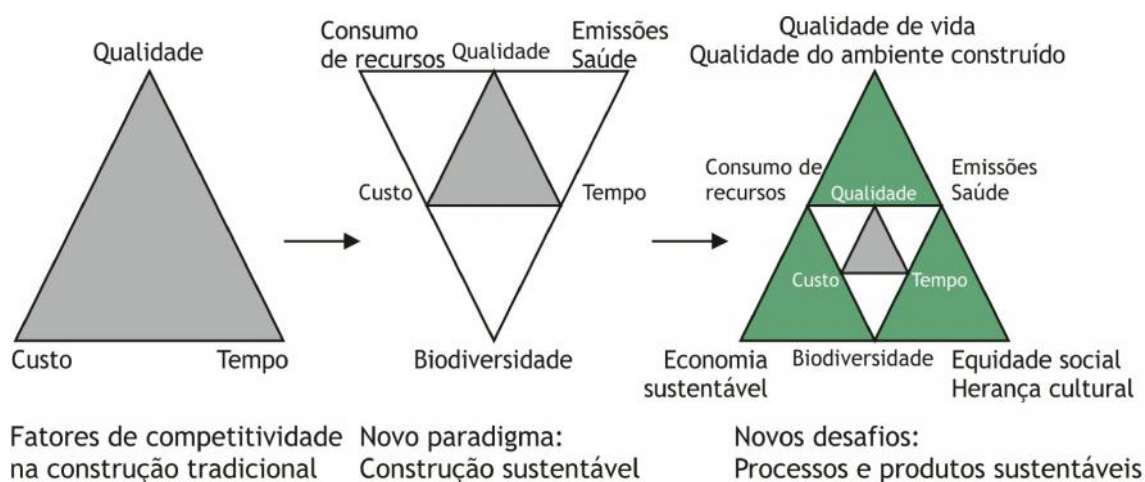 Qualidade
Custo
Tempo
Fatores de competitividade
na construção tradicional
Consumo
de recursos
Qualidade
Emissões
Saúde
Custo
Tempo
Biodiversidade
Novo paradigma:
Construção sustentável
Qualidade de vida
Qualidade do ambiente construído
Consumo de
recursos
Emissões
Saúde
Qualidade
Custo
Tempo
Economia
sustentável
Biodiversidade
Equidade social
Herança cultural
Novos desafios:
Processos e produtos sustentáveis